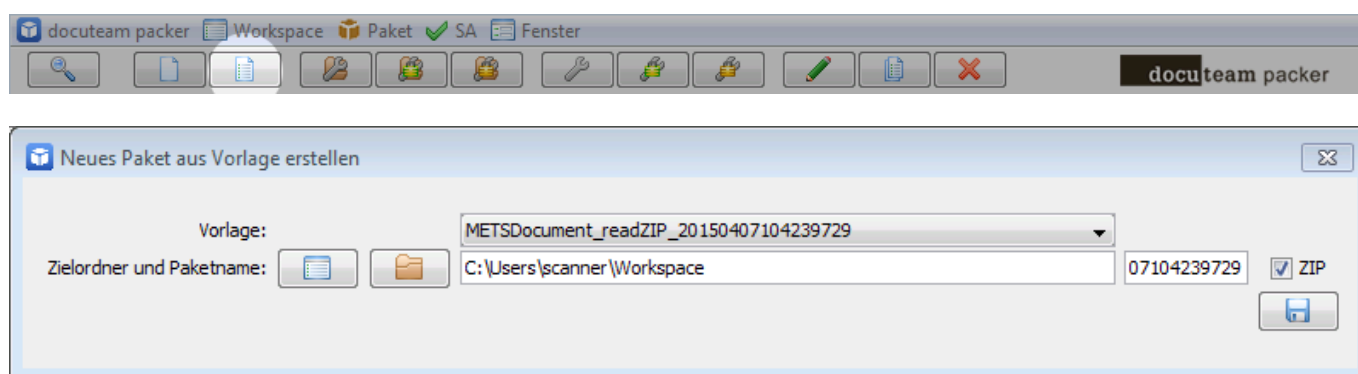 docuteam packer Workspace Paket SA Fenster
docuteam packer
Neues Paket aus Vorlage erstellen
Vorlage: METSDocument_readZIP_20150407104239729
Zielordner und Paketname: C:\Users\scanner\Workspace 07104239729 ZIP